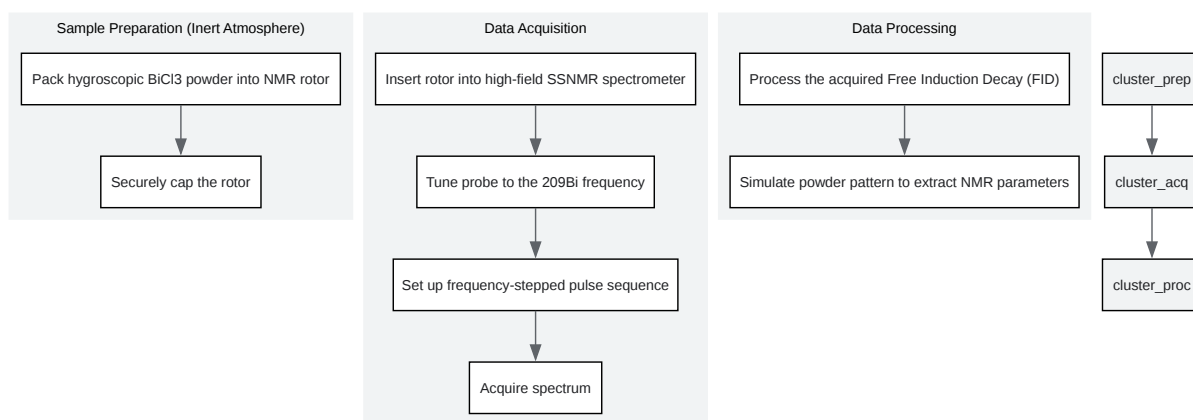 Sample Preparation (Inert Atmosphere)
Pack hygroscopic BiCl3 powder into NMR rotor
Securely cap the rotor
Data Acquisition
Insert rotor into high-field SSNMR spectrometer
Tune probe to the 209Bi frequency
Set up frequency-stepped pulse sequence
Acquire spectrum
Data Processing
Process the acquired Free Induction Decay (FID)
Simulate powder pattern to extract NMR parameters
cluster_prep
cluster_acq
cluster_proc